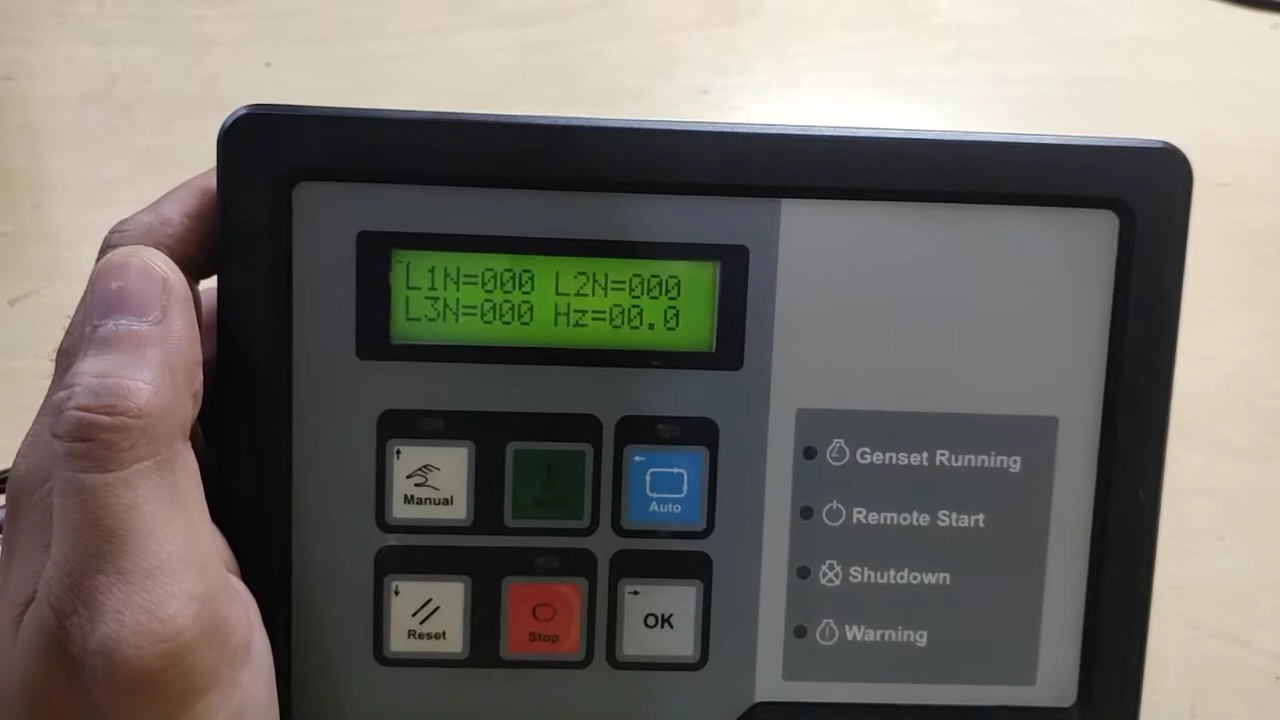 L1N=000 L2N=000
L3N=000 Hz=00.0
Manual
Auto
Reset
Stop
OK
Genset Running
Remote Start
Shutdown
Warning